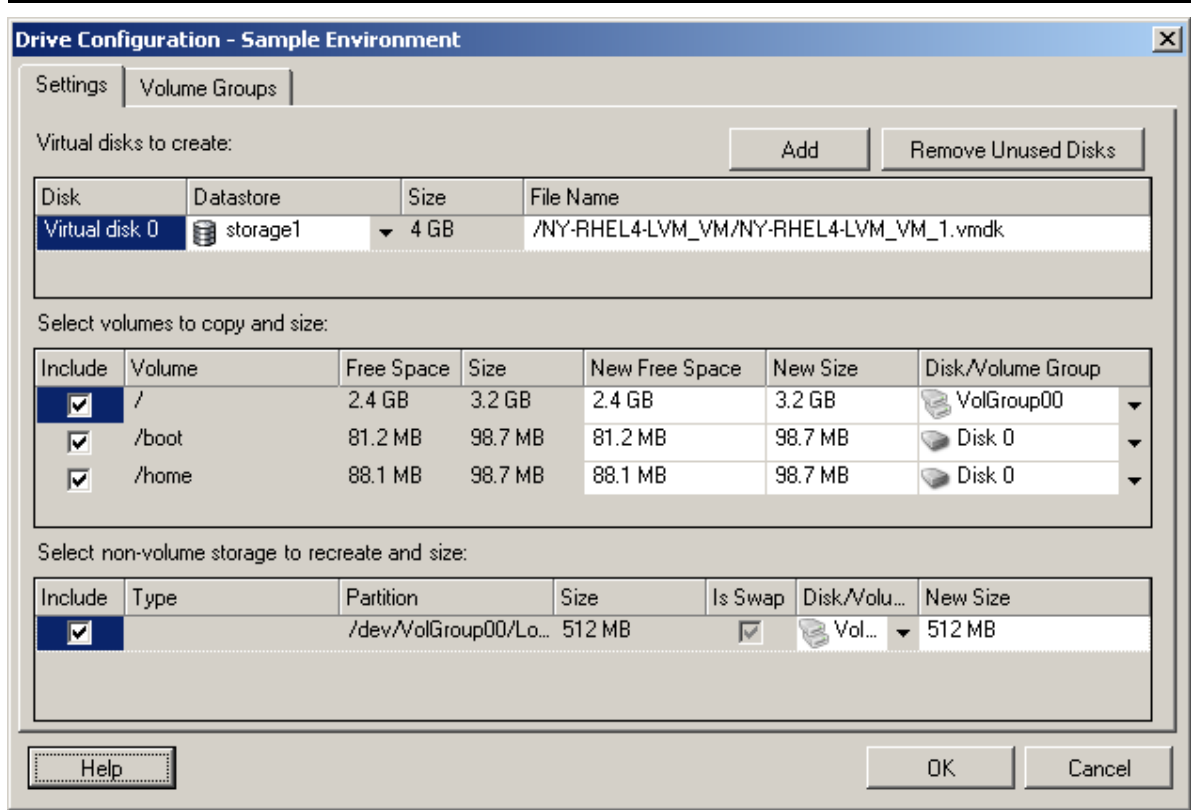 Drive Configuration - Sample Environment
Settings Volume Groups
Virtual disks to create: Add Remove Unused Disks
Disk Datastore Size File Name
Virtual disk 0 storage1 4 GB /NY-RHEL4-LVM_VM/NY-RHEL4-LVM_VM_1.vmdk
Select volumes to copy and size:
Include Volume Free Space Size New Free Space New Size Disk/Volume Group
/ 2.4 GB 3.2 GB 2.4 GB 3.2 GB VolGroup00
/boot 81.2 MB 98.7 MB 81.2 MB 98.7 MB Disk 0
/home 88.1 MB 98.7 MB 88.1 MB 98.7 MB Disk 0
Select non-volume storage to recreate and size:
Include Type Partition Size Is Swap Disk/Volu... New Size
/dev/VolGroup00/Lo... 512 MB Vol... 512 MB
Help OK Cancel